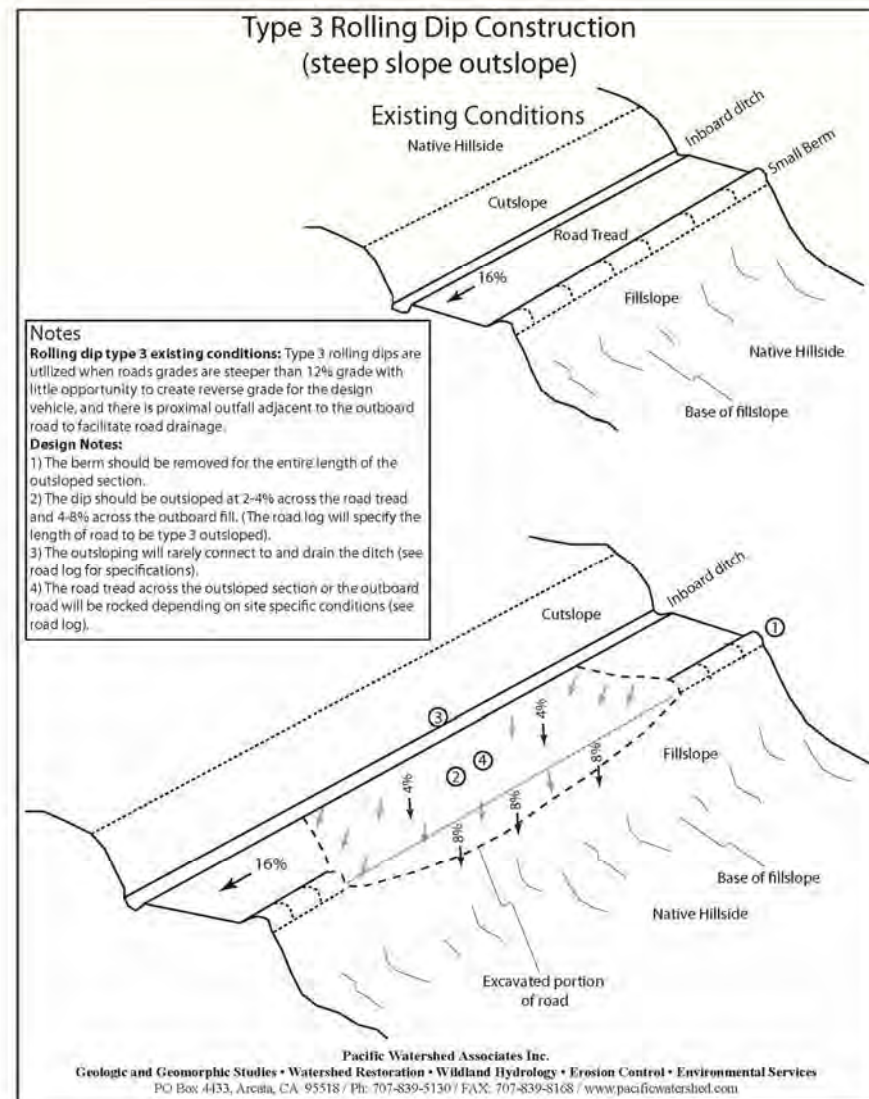 Type 3 Rolling Dip Construction
(steep slope outslope)
Existing Conditions
Native Hillside
Inboard ditch
Small Berm
Cutslope
Road Tread
16%
Fillslope
Native Hillside
Base of fillslope
Notes
Rolling dip type 3 existing conditions: Type 3 rolling dips are
utilized when roads grades are steeper than 12% grade with
little opportunity to create reverse grade for the design
vehicle, and there is proximal outfall adjacent to the outboard
road to facilitate road drainage.
Design Notes:
1) The berm should be removed for the entire length of the
outsloped section.
2) The dip should be outsloped at 2-4% across the road tread
and 4-8% across the outboard fill. (The road log will specify the
length of road to be type 3 outsloped).
3) The outsloping will rarely connect to and drain the ditch (see
road log for specifications).
4) The road tread across the outsloped section or the outboard
road will be rocked depending on site specific conditions (see
road log).
Inboard ditch
Cutslope
1
3
4%
Fillslope
2
4
8%
4%
8%
8%
16%
Base of fillslope
Native Hillside
Excavated portion
of road
Pacific Watershed Associates Inc.
Geologic and Geomorphic Studies • Watershed Restoration • Wildland Hydrology • Erosion Control • Environmental Services
PO Box 4433, Arcata, CA 95518 / Ph: 707-839-5130 / FAX: 707-839-8168 / www.pacificwatershed.com